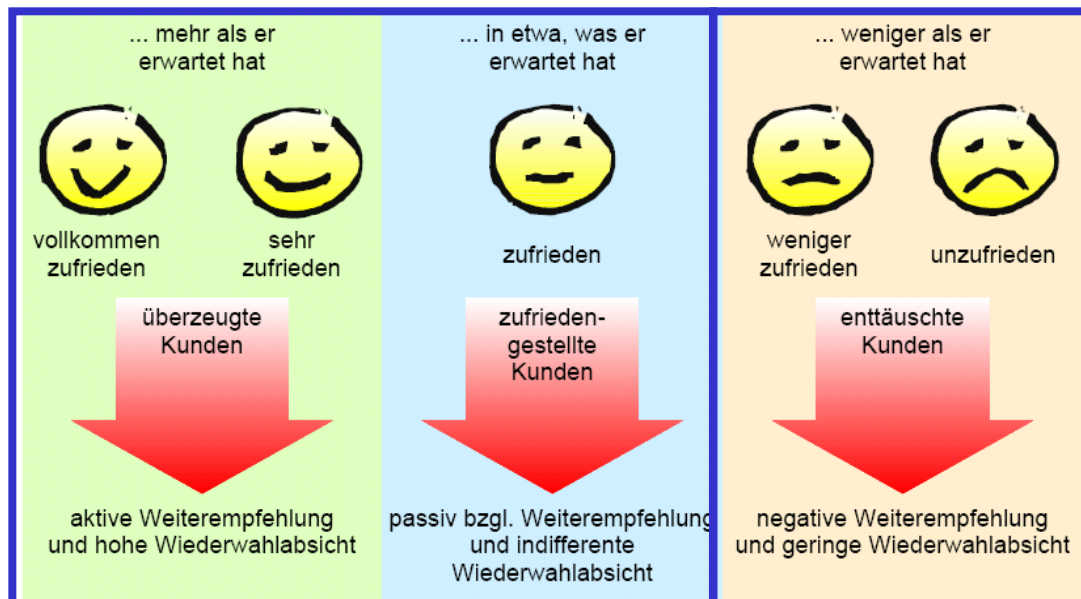 ... mehr als er
erwartet hat
vollkommen
zufrieden
sehr
zufrieden
überzeugte
Kunden
aktive Weiterempfehlung
und hohe Wiederwahlabsicht
... in etwa, was er
erwartet hat
zufrieden
zufrieden-
gestellte
Kunden
passiv bzgl. Weiterempfehlung
und indifferente
Wiederwahlabsicht
... weniger als er
erwartet hat
weniger
zufrieden
unzufrieden
enttäuschte
Kunden
negative Weiterempfehlung
und geringe Wiederwahlabsicht